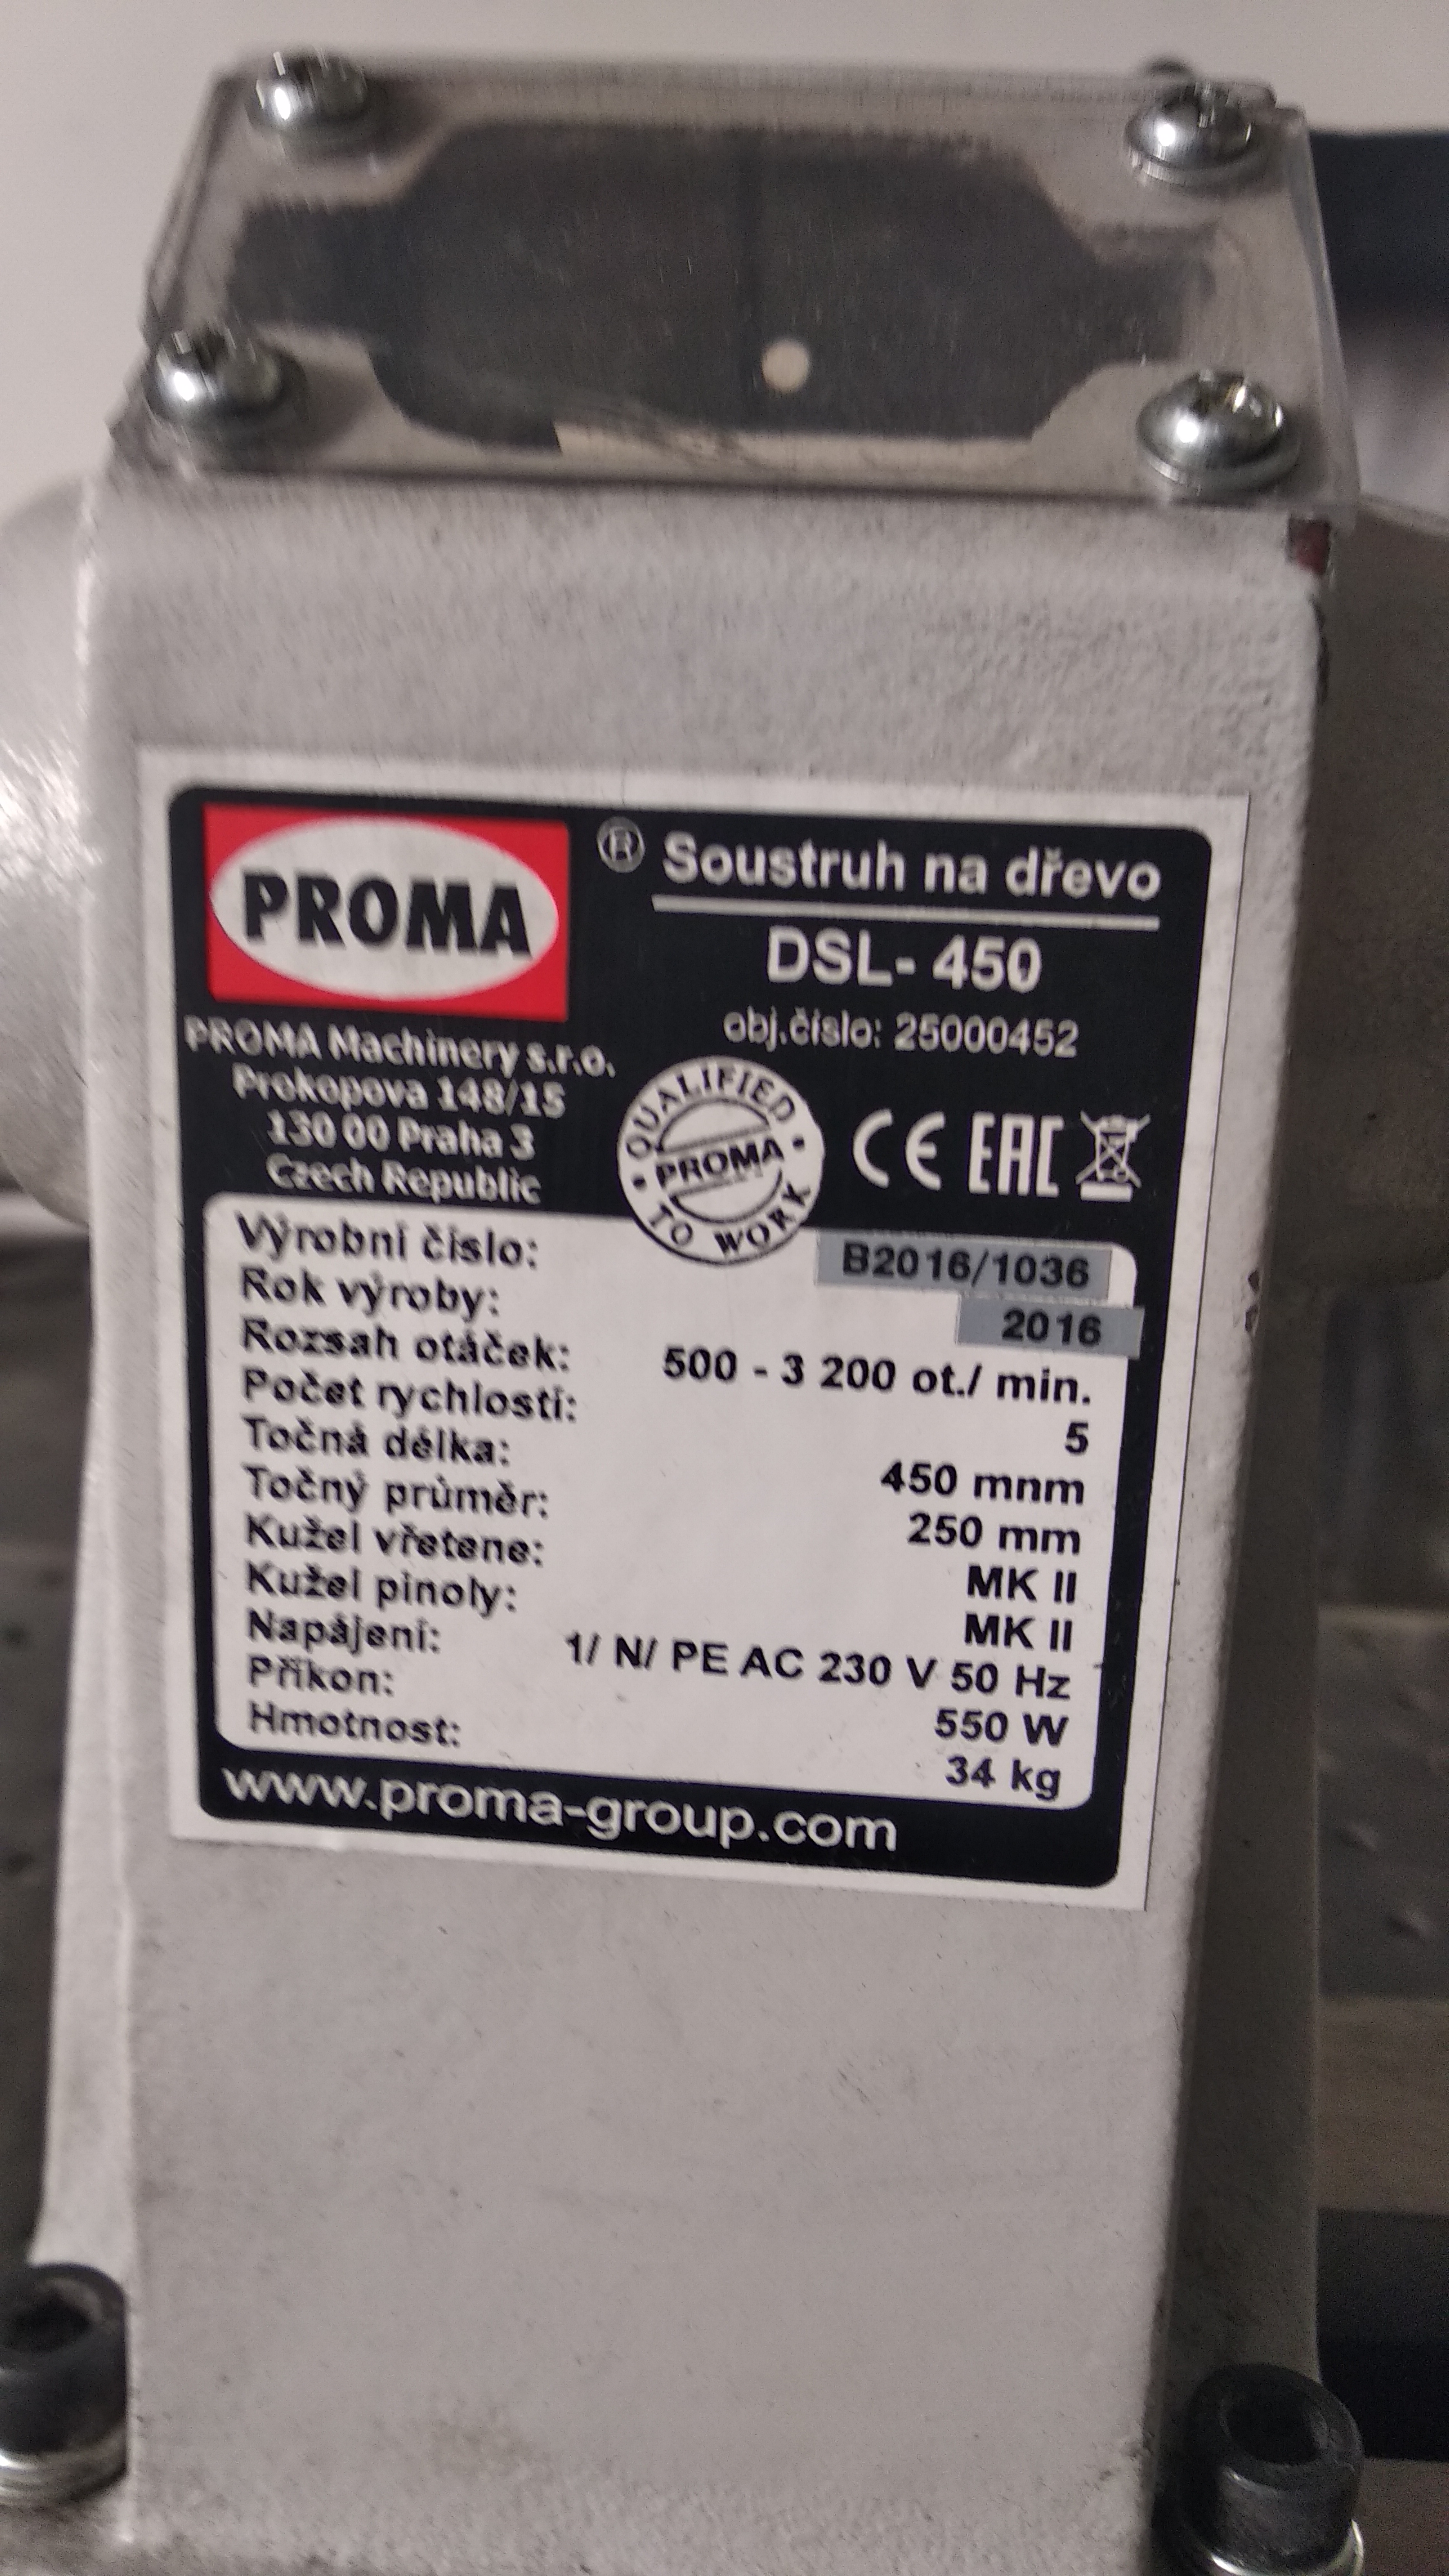 PROMA
® Soustruh na dřevo
DSL- 450
obj.číslo: 25000452
PROMA Machinery s.r.o.
Prokopova 148/15
130 00 Praha 3
Czech Republic
QUALIFIED
PROMA
TO WORK
CE EAC
Výrobní číslo: B2016/1036
Rok výroby: 2016
Rozsah otáček: 500 - 3 200 ot./ min.
Počet rychlostí: 5
Točná délka: 450 mnm
Točný průměr: 250 mm
Kužel vřetene: MK II
Kužel pinoly: MK II
Napájení: 1/ N/ PE AC 230 V 50 Hz
Příkon: 550 W
Hmotnost: 34 kg
www.proma-group.com